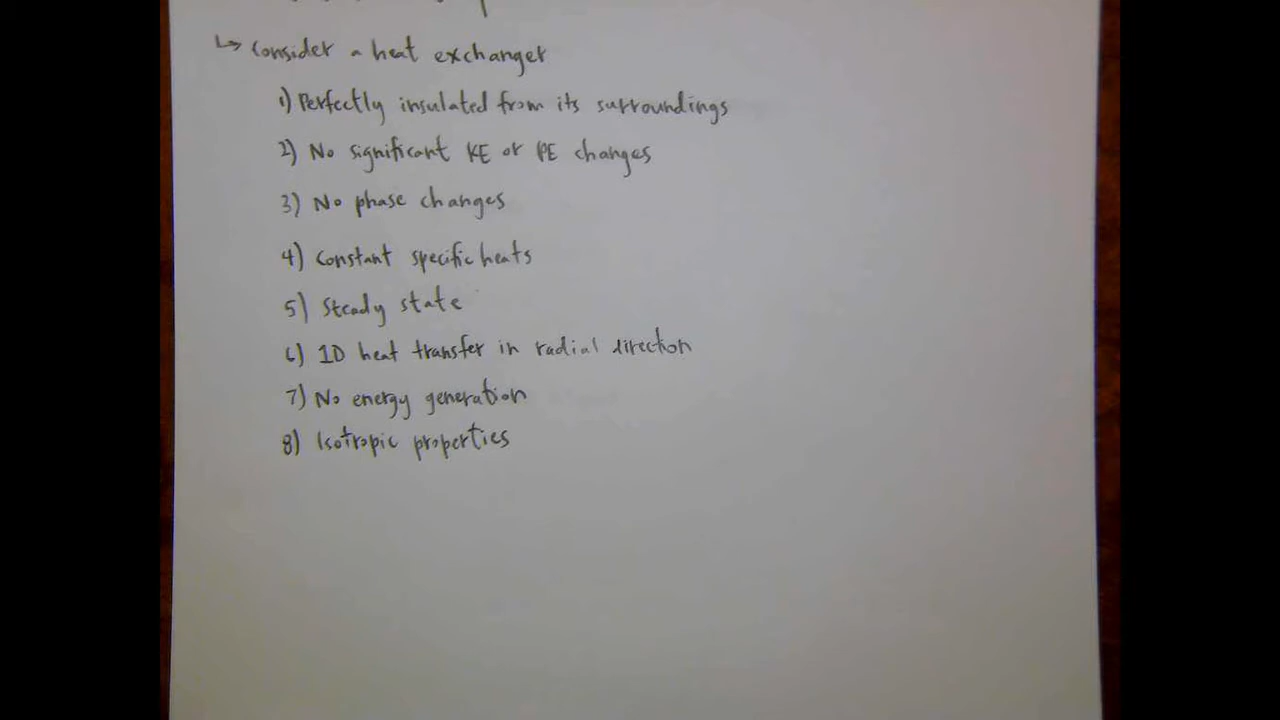 ↳ Consider a heat exchanger
1) Perfectly insulated from its surroundings
2) No significant KE or PE changes
3) No phase changes
4) Constant specific heats
5) Steady state
6) 1D heat transfer in radial direction
7) No energy generation
8) Isotropic properties